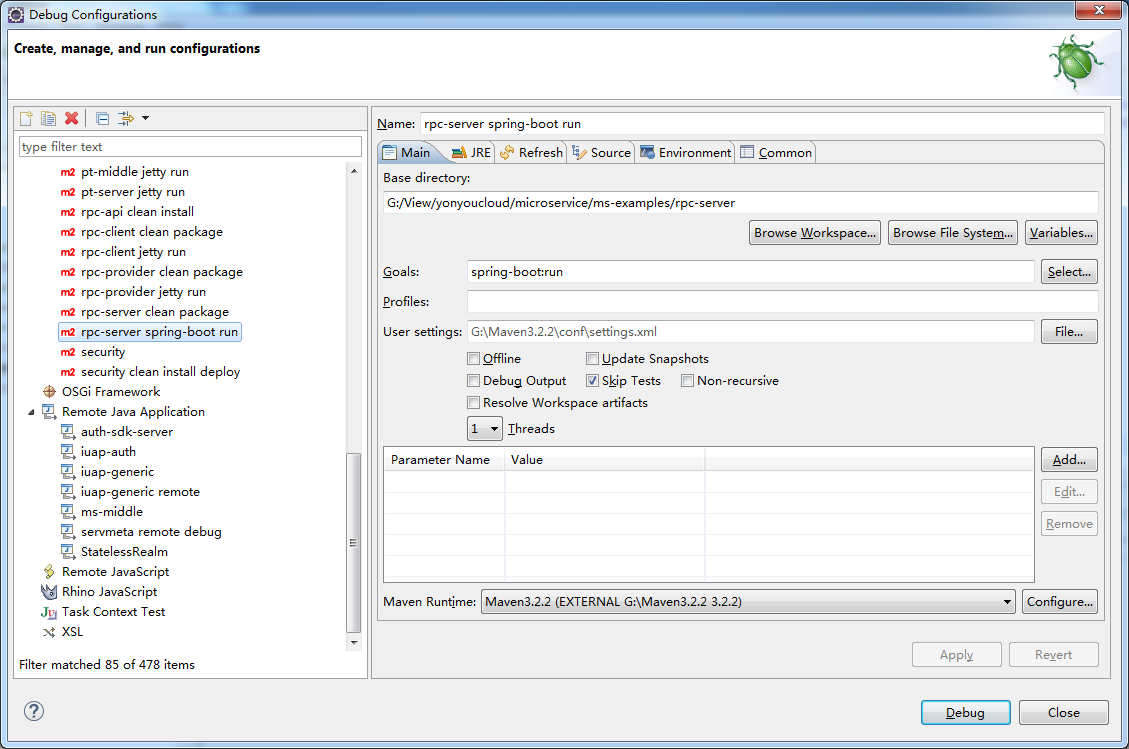 Debug Configurations
Create, manage, and run configurations
type filter text
m2 pt-middle jetty run
m2 pt-server jetty run
m2 rpc-api clean install
m2 rpc-client clean package
m2 rpc-client jetty run
m2 rpc-provider clean package
m2 rpc-provider jetty run
m2 rpc-server clean package
m2 rpc-server spring-boot run
m2 security
m2 security clean install deploy
OSGi Framework
Remote Java Application
auth-sdk-server
iuap-auth
iuap-generic
iuap-generic remote
ms-middle
servmeta remote debug
StatelessRealm
Remote JavaScript
Rhino JavaScript
Ju Task Context Test
XSL
Filter matched 85 of 478 items
Name: rpc-server spring-boot run
Main JRE Refresh Source Environment Common
Base directory:
G:/View/yonyoucloud/microservice/ms-examples/rpc-server
Browse Workspace... Browse File System... Variables...
Goals: spring-boot:run Select...
Profiles:
User settings: G:\Maven3.2.2\conf\settings.xml File...
Offline Update Snapshots
Debug Output Skip Tests Non-recursive
Resolve Workspace artifacts
1 Threads
Parameter Name Value
Add...
Edit...
Remove
Maven Runtime: Maven3.2.2 (EXTERNAL G:\Maven3.2.2 3.2.2) Configure...
Apply Revert
? Debug Close